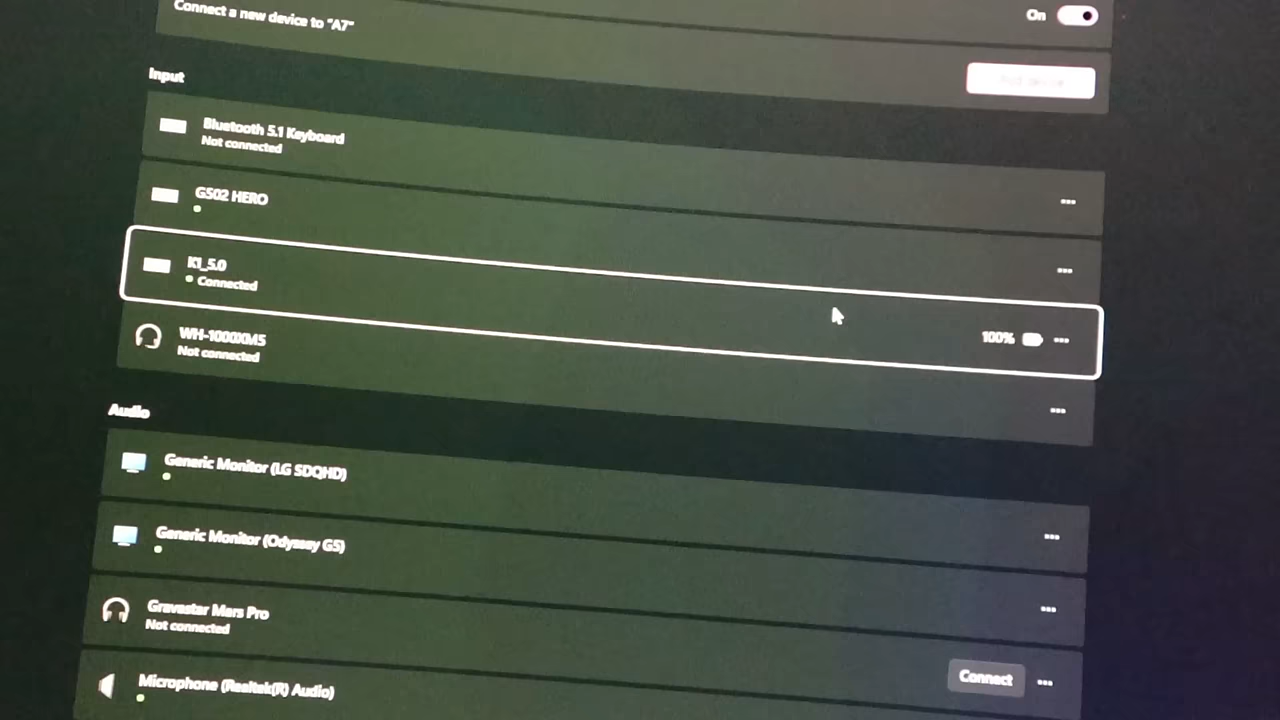 Connect a new device to "A7"
On
Input
Bluetooth 5.1 Keyboard
Not connected
G502 HERO
K1_5.0
Connected
100%
WH-1000XM5
Not connected
Audio
Generic Monitor (LG SDQHD)
Generic Monitor (Odyssey G5)
Gravastar Mars Pro
Not connected
Connect
Microphone (Realtek(R) Audio)